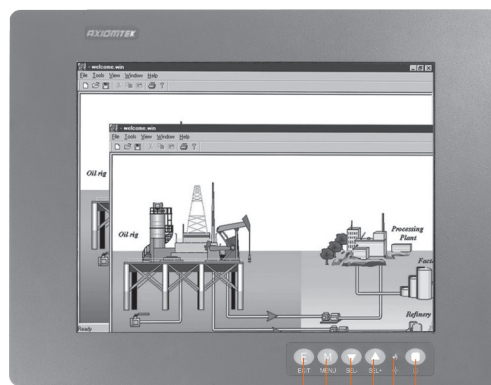 AXIOMTEK
- welcome.win
File Tools View Window Help
- welcome.win
File Tools View Window Help
Oil rig
Oil rig
Processing
Plant
Refinery
Ready
E M
EXIT MENU SEL- SEL+